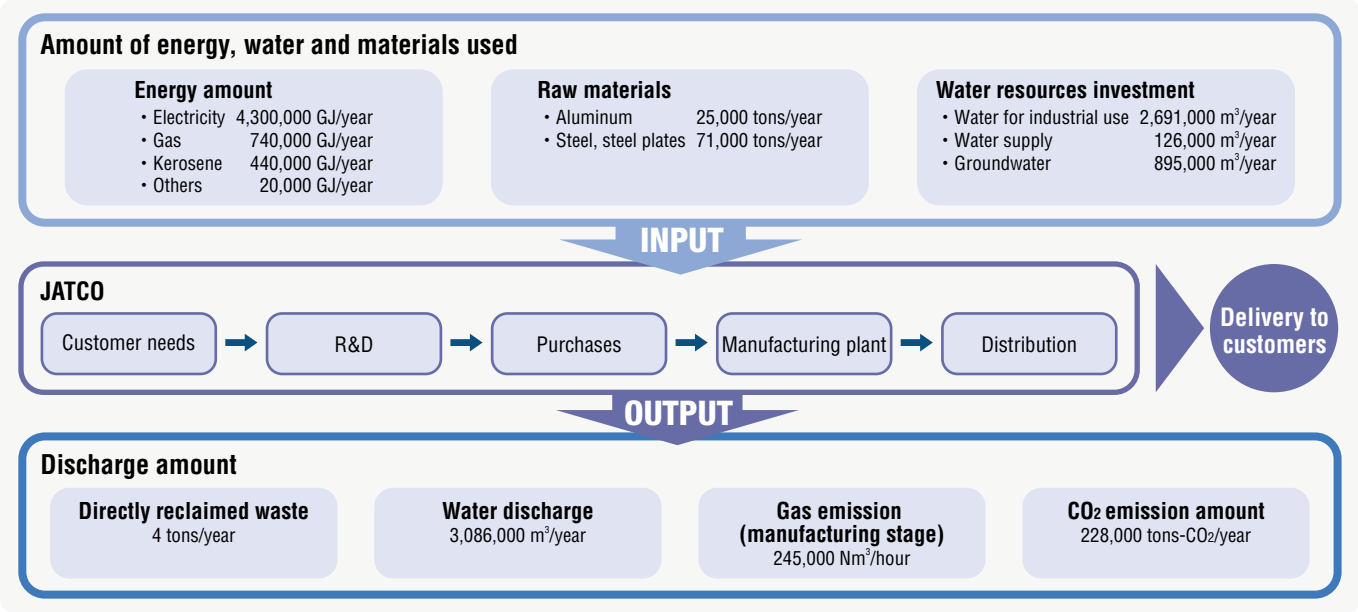 Amount of energy, water and materials used
Energy amount
・Electricity 4,300,000 GJ/year
・Gas 740,000 GJ/year
・Kerosene 440,000 GJ/year
・Others 20,000 GJ/year
Raw materials
・Aluminum 25,000 tons/year
・Steel, steel plates 71,000 tons/year
Water resources investment
・Water for industrial use 2,691,000 m³/year
・Water supply 126,000 m³/year
・Groundwater 895,000 m³/year
INPUT
JATCO
Customer needs
R&D
Purchases
Manufacturing plant
Distribution
Delivery to
customers
OUTPUT
Discharge amount
Directly reclaimed waste
4 tons/year
Water discharge
3,086,000 m³/year
Gas emission
(manufacturing stage)
245,000 Nm³/hour
CO₂ emission amount
228,000 tons-CO₂/year